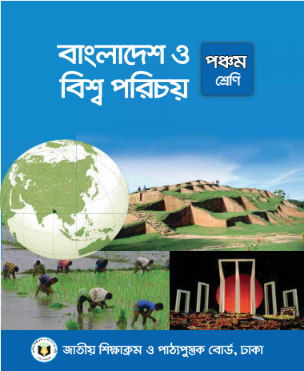 বাংলাদেশ ও
বিশ্ব পরিচয়
পঞ্চম
শ্রেণি
জাতীয় শিক্ষাক্রম ও পাঠ্যপুস্তক বোর্ড, ঢাকা